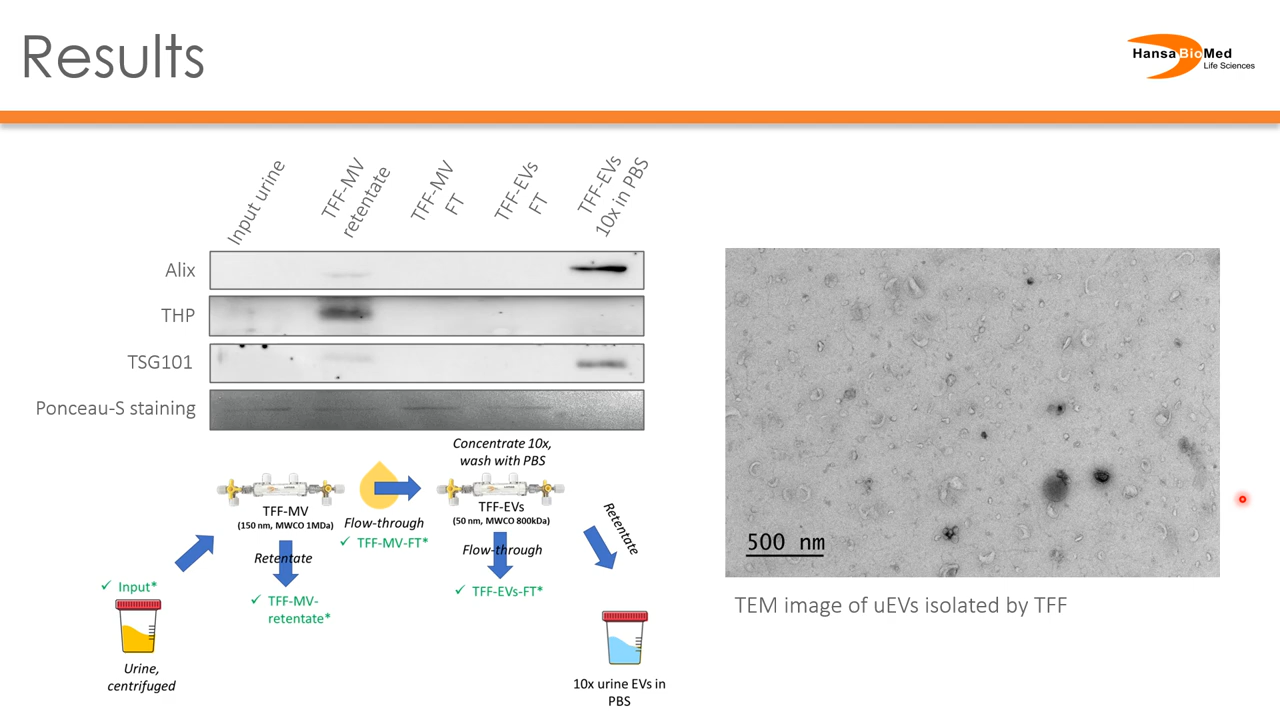 Results
HansaBioMed
Life Sciences
Input urine
TFF-MV
retentate
TFF-MV
FT
TFF-EVs
FT
TFF-EVs
10x in PBS
Alix
THP
TSG101
Ponceau-S staining
Concentrate 10x,
wash with PBS
TFF-MV
(150 nm, MWCO 1MDa)
Flow-through
✓ TFF-MV-FT*
TFF-EVs
(50 nm, MWCO 800kDa)
Retentate
Retentate
Flow-through
✓ Input*
✓ TFF-MV-
retentate*
✓ TFF-EVs-FT*
Urine,
centrifuged
10x urine EVs in
PBS
500 nm
TEM image of uEVs isolated by TFF